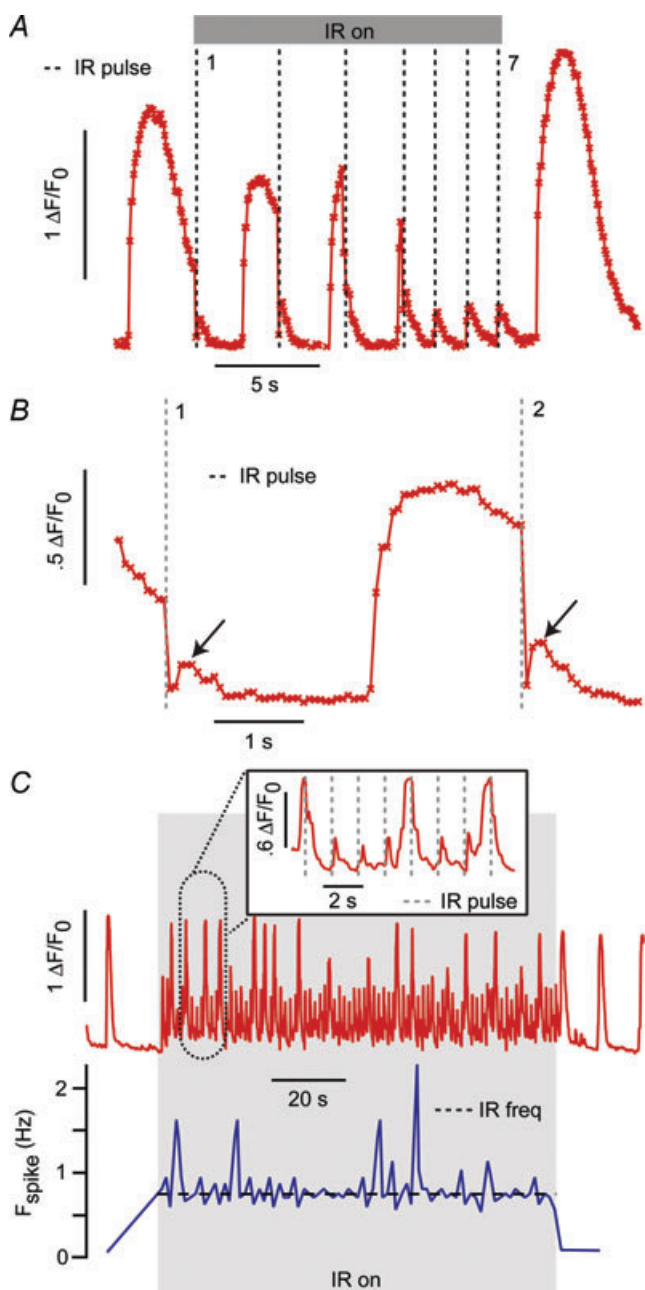 A
IR on
IR pulse
1
7
1 ΔF/F0
5 s
B
1
2
IR pulse
.5 ΔF/F0
1 s
C
.6 ΔF/F0
2 s
IR pulse
1 ΔF/F0
20 s
2
1
0
Fspike (Hz)
IR freq
IR on